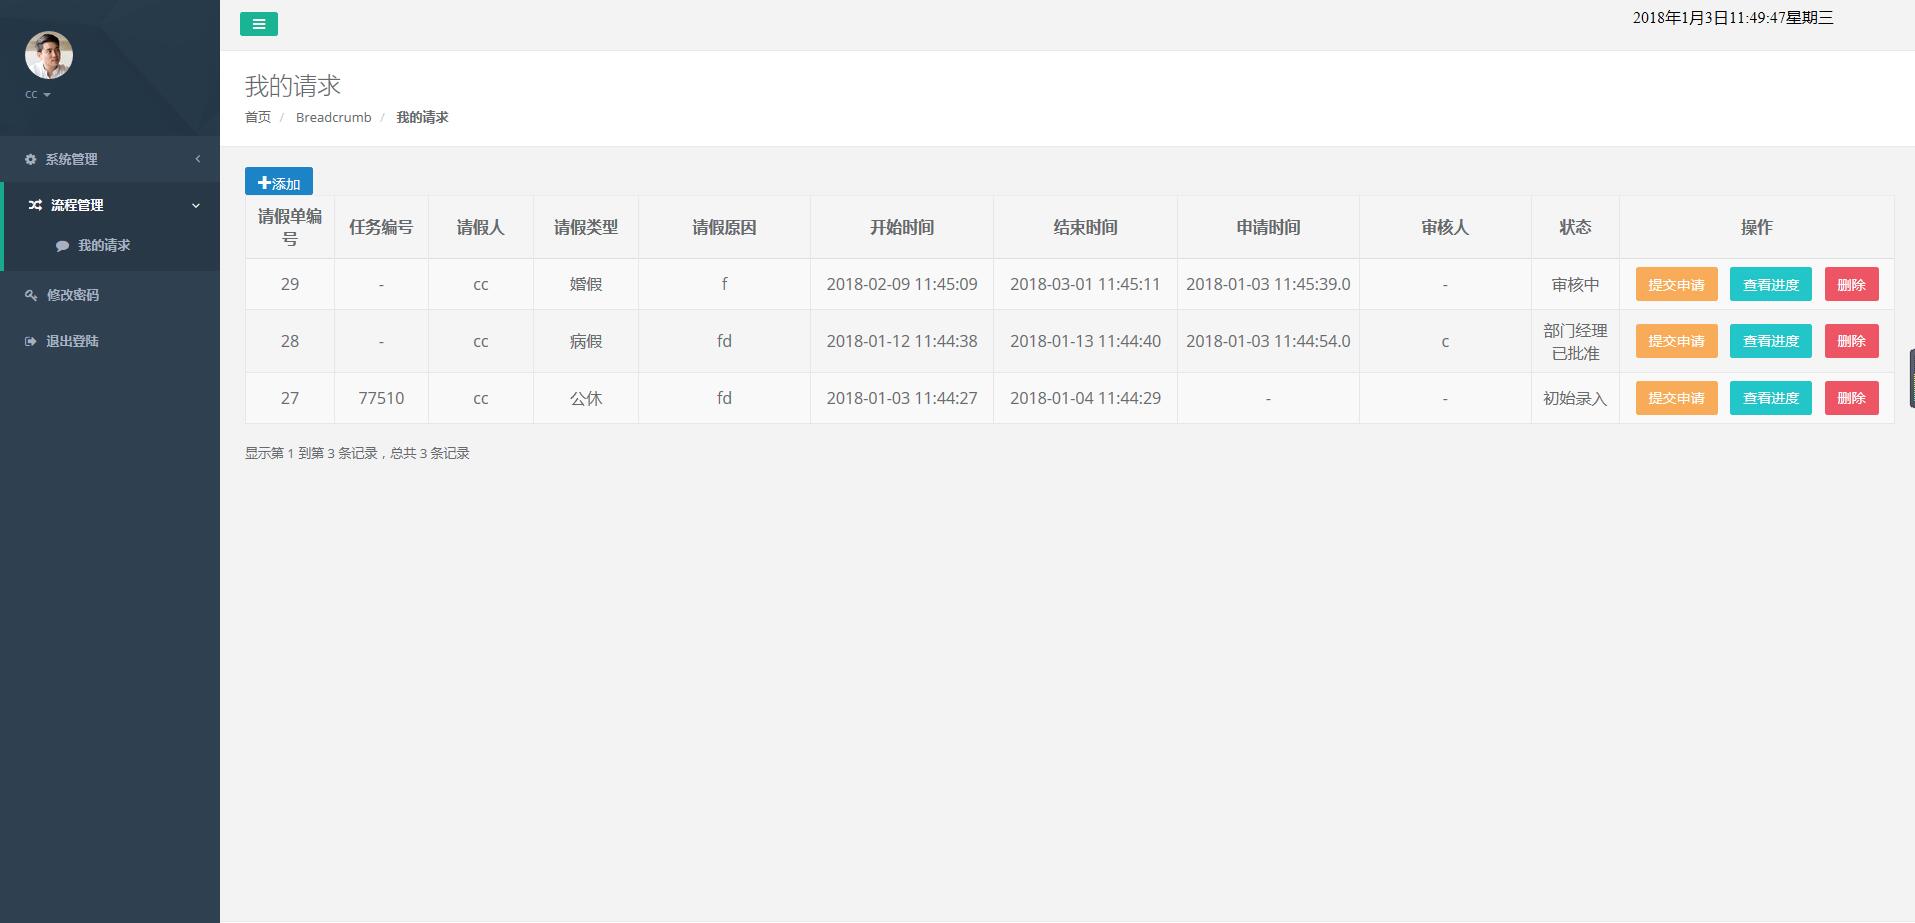 2018年1月3日11:49:47星期三
cc
系统管理
流程管理
我的请求
修改密码
退出登陆
我的请求
首页 / Breadcrumb / 我的请求
添加
请假单编号 任务编号 请假人 请假类型 请假原因 开始时间 结束时间 申请时间 审核人 状态 操作
29 - cc 婚假 f 2018-02-09 11:45:09 2018-03-01 11:45:11 2018-01-03 11:45:39.0 - 审核中 提交申请 查看进度 删除
28 - cc 病假 fd 2018-01-12 11:44:38 2018-01-13 11:44:40 2018-01-03 11:44:54.0 c 部门经理已批准 提交申请 查看进度 删除
27 77510 cc 公休 fd 2018-01-03 11:44:27 2018-01-04 11:44:29 - - 初始录入 提交申请 查看进度 删除
显示第 1 到第 3 条记录，总共 3 条记录